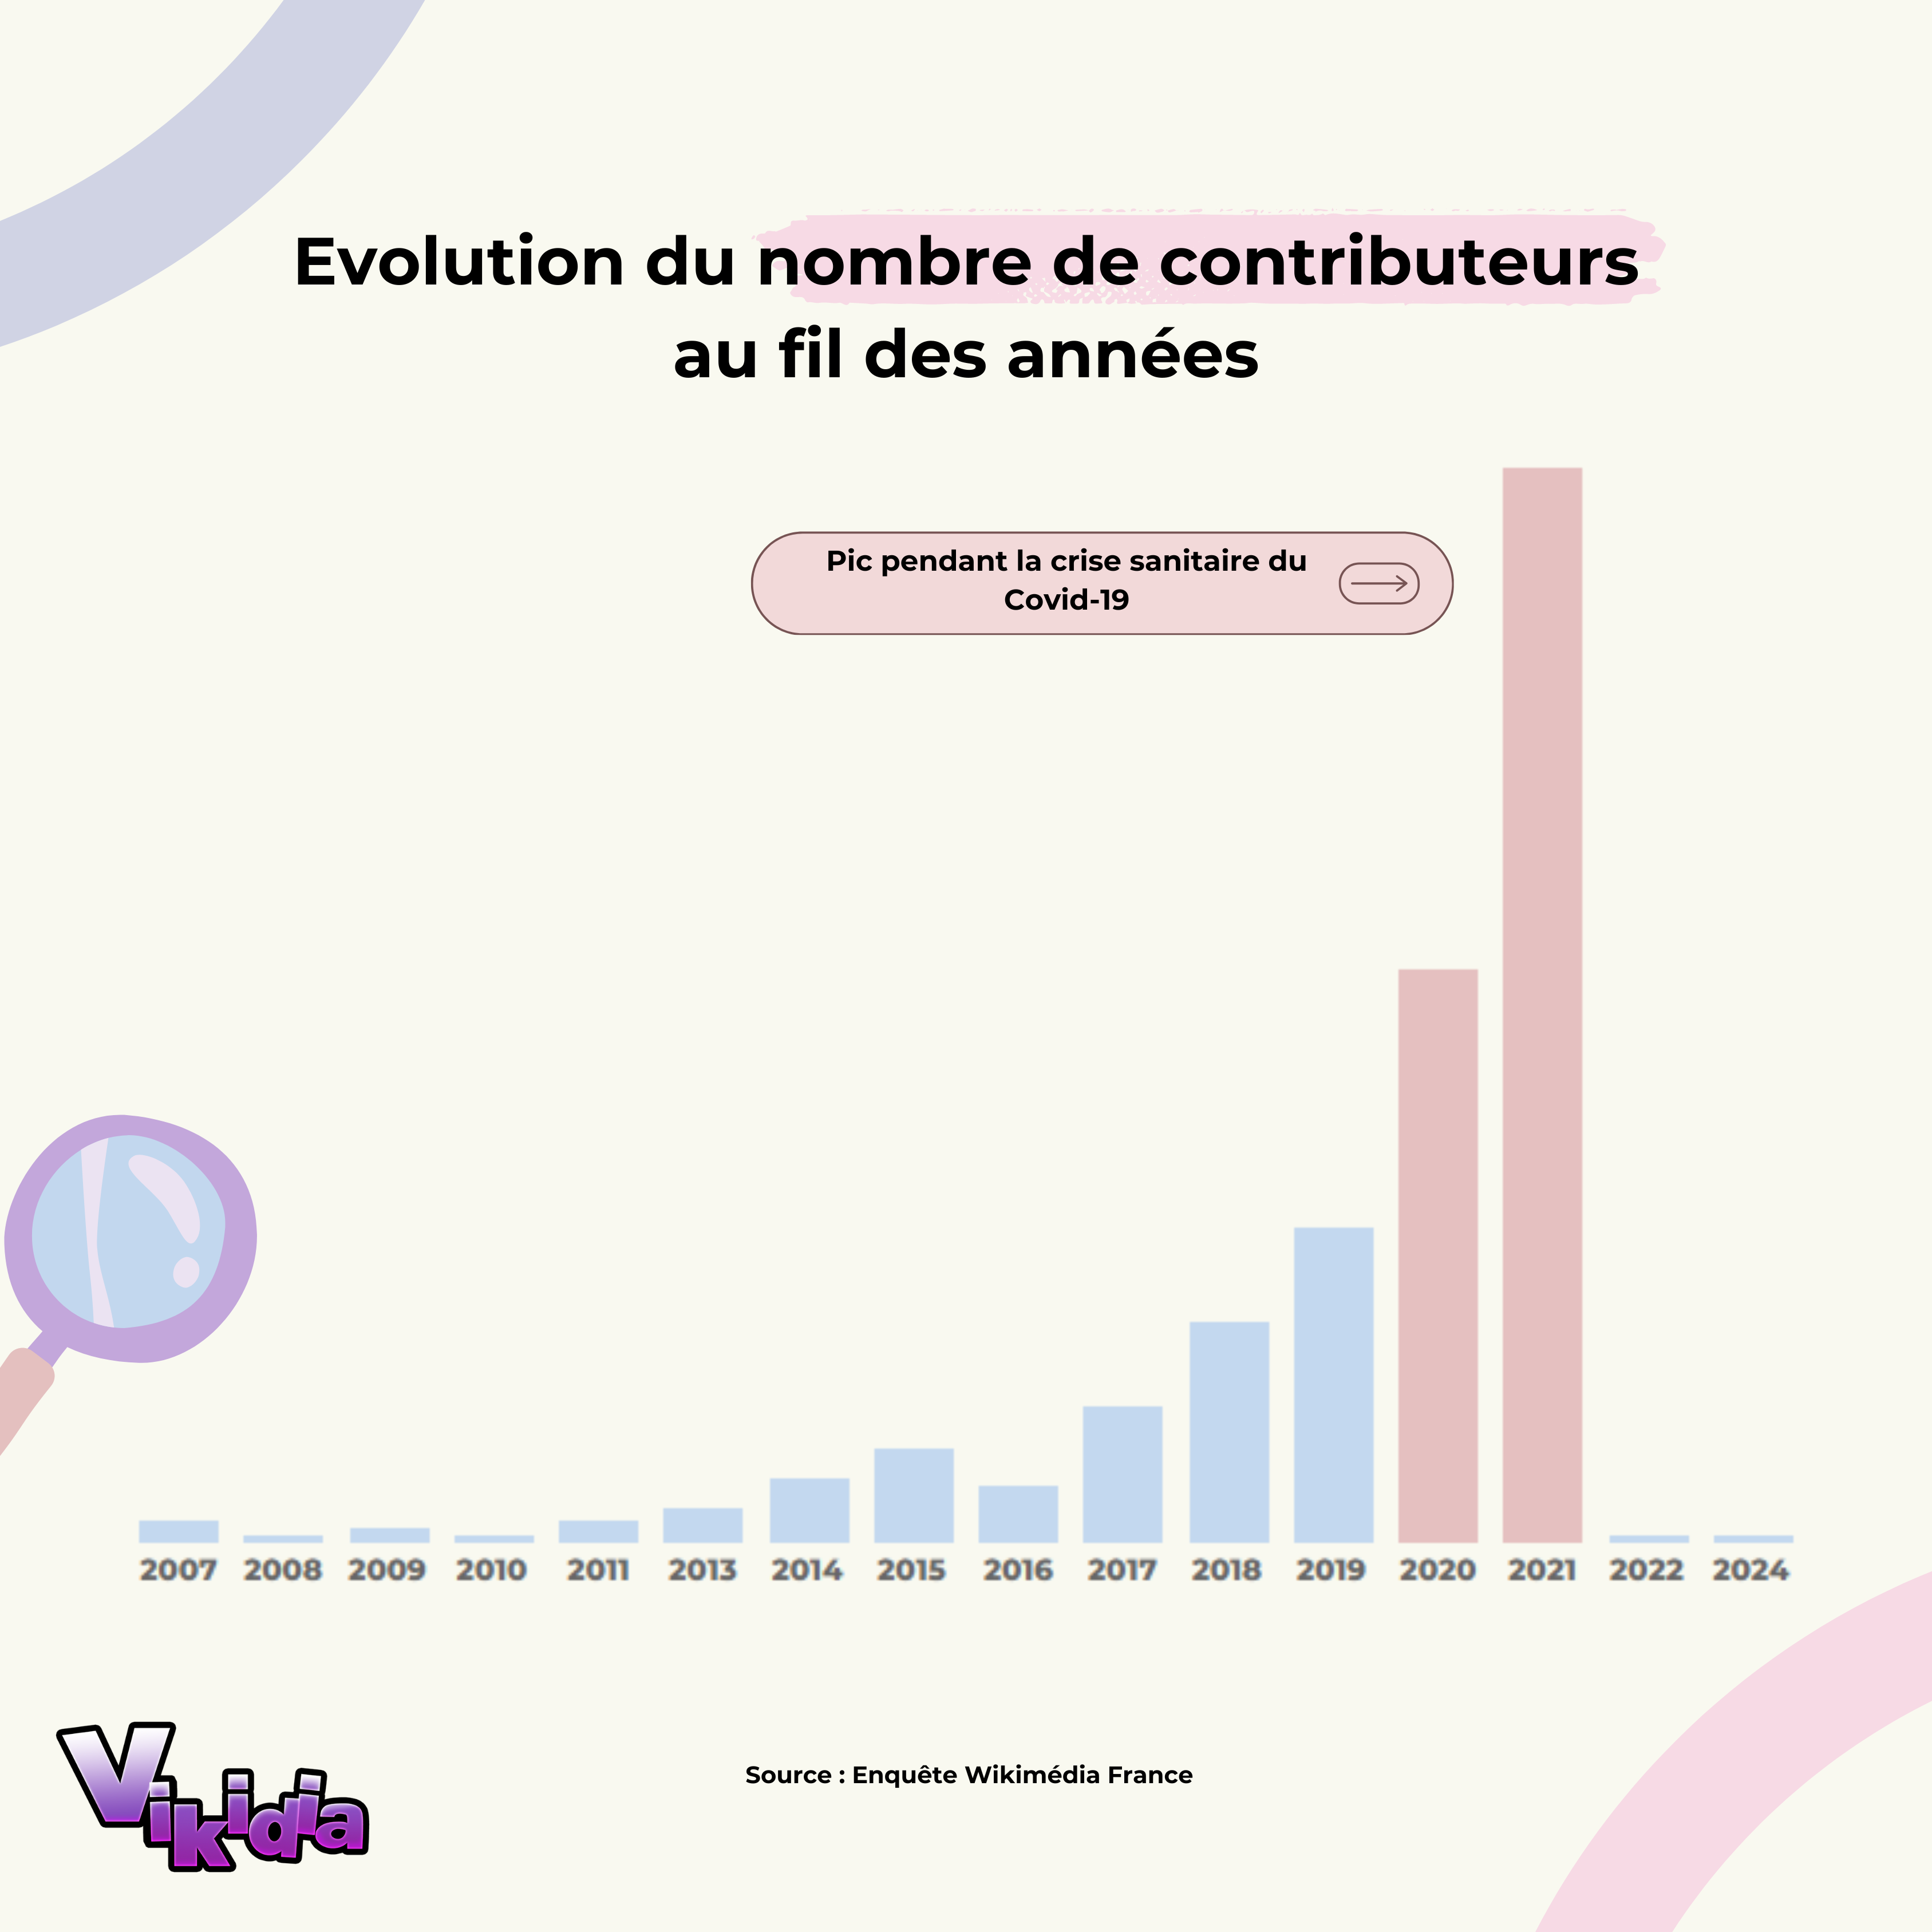 Evolution du nombre de contributeurs
au fil des années
Pic pendant la crise sanitaire du
Covid-19
2007 2008 2009 2010 2011 2013 2014 2015 2016 2017 2018 2019 2020 2021 2022 2024
Source : Enquête Wikimédia France
Vikidia